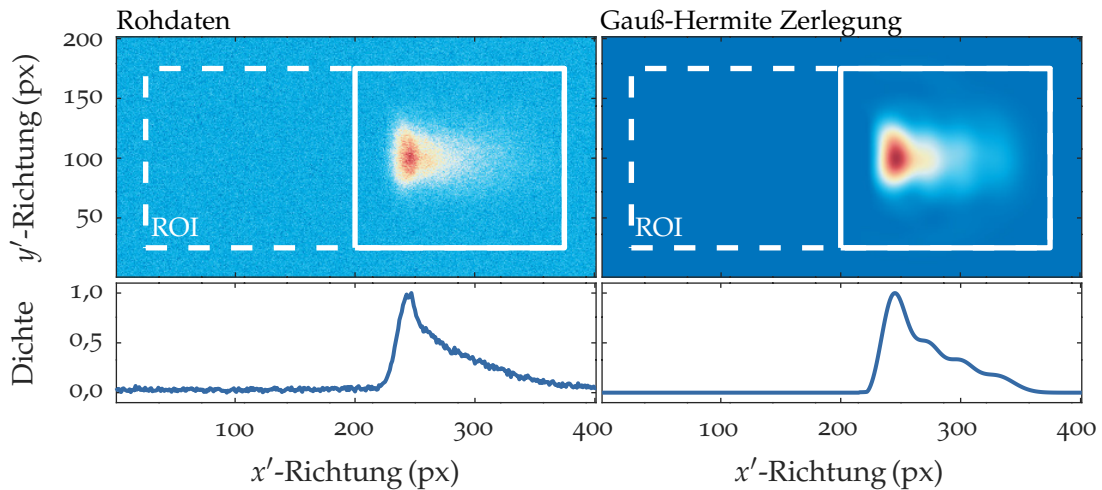 Rohdaten
Gauß-Hermite Zerlegung
y′-Richtung (px)
200
150
100
50
ROI
ROI
Dichte
1,0
0,5
0,0
100
200
300
400
100
200
300
400
x′-Richtung (px)
x′-Richtung (px)